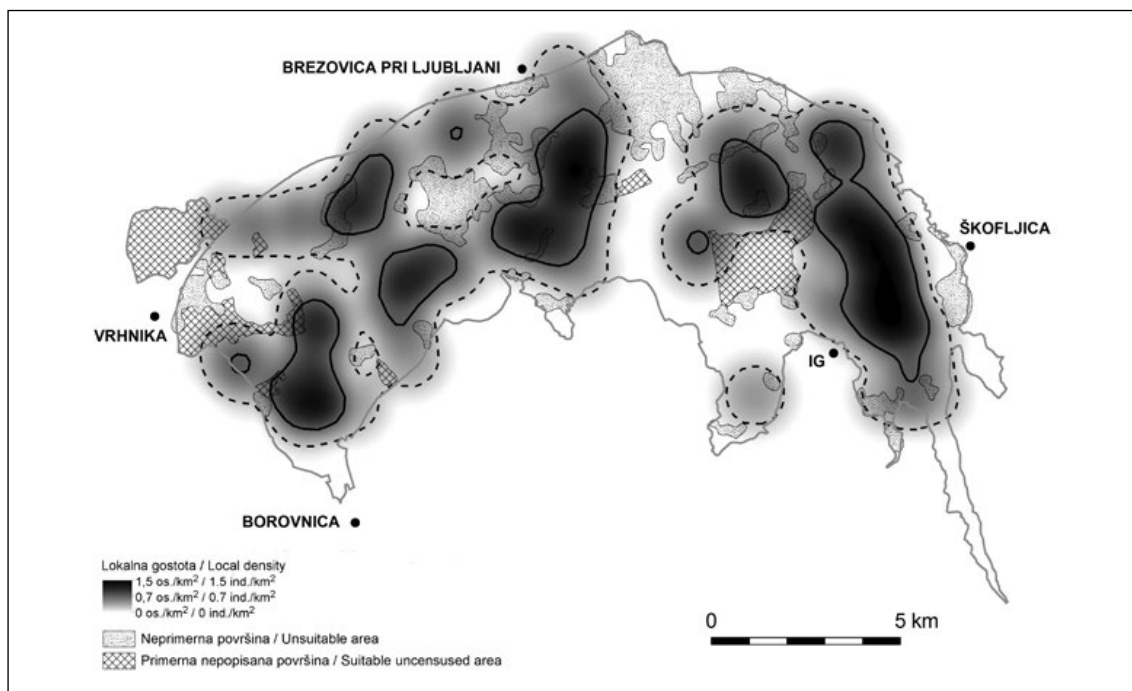 BREZOVICA PRI LJUBLJANI
ŠKOFLJICA
VRHNIKA
IG
BOROVNICA
Lokalna gostota / Local density
1,5 os./km² / 1.5 ind./km²
0,7 os./km² / 0.7 ind./km²
0 os./km² / 0 ind./km²
0 5 km
Neprimerna površina / Unsuitable area
Primerna nepopisana površina / Suitable uncensused area